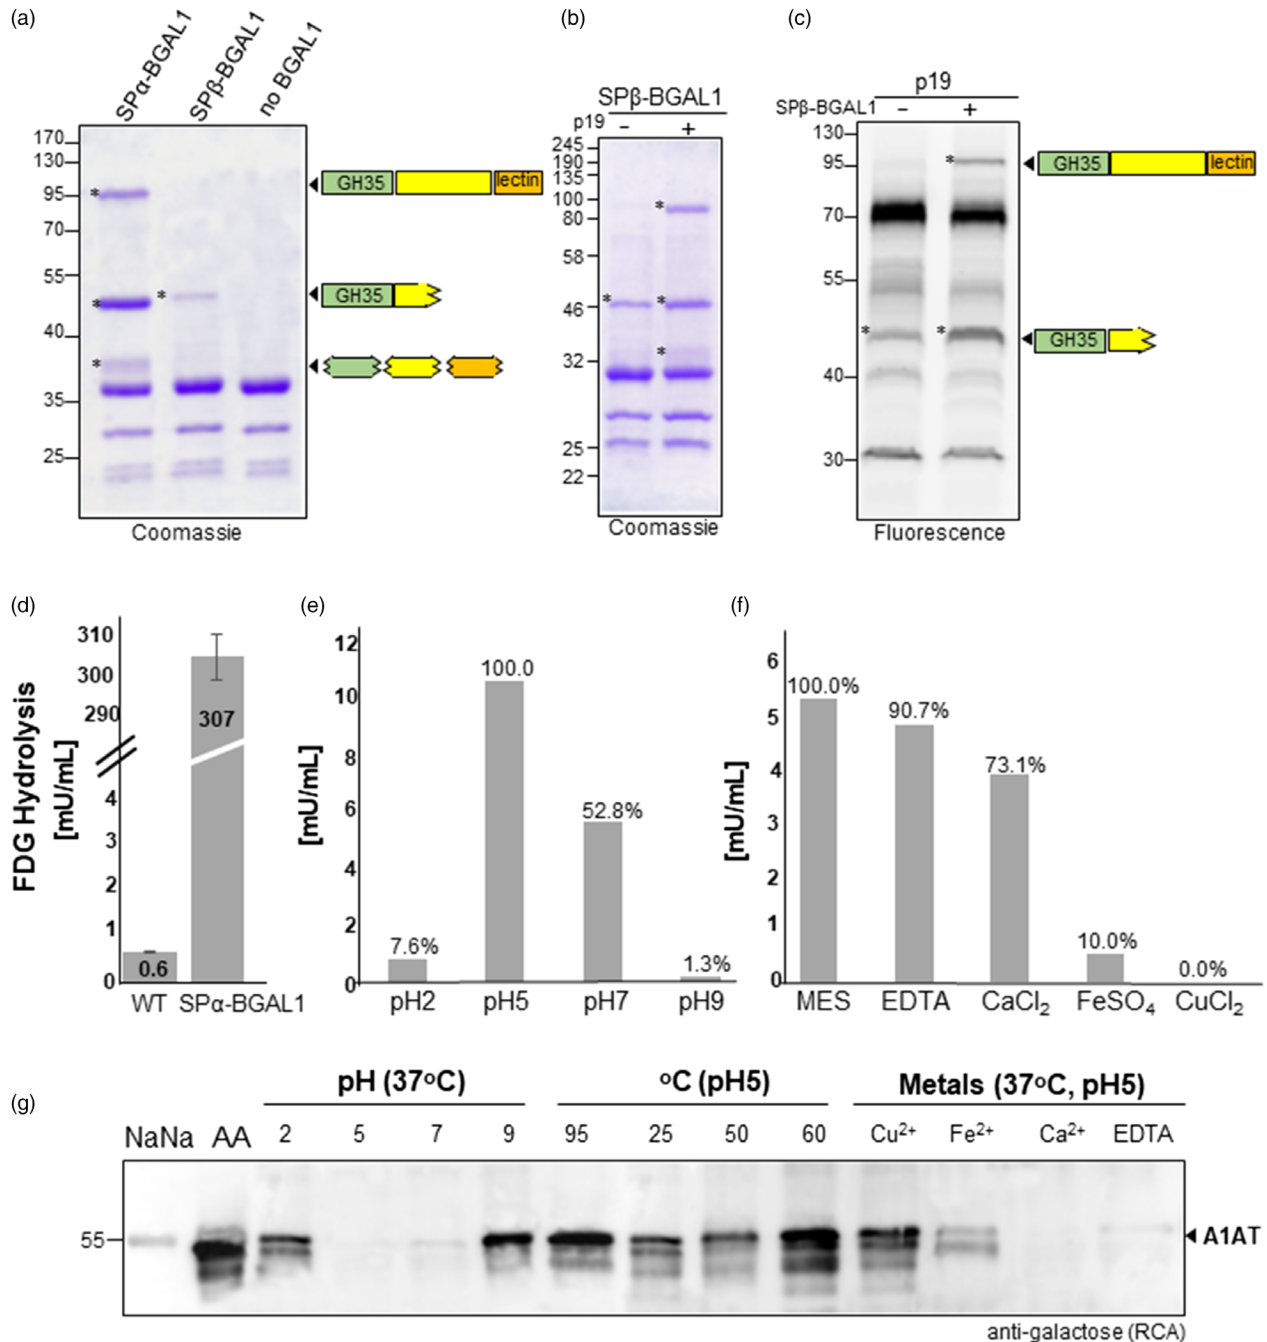 (a)
SPα-BGAL1
SPβ-BGAL1
no BGAL1
170
130
95
70
55
40
35
25
*
*
*
*
GH35
lectin
GH35
Coomassie
(b)
SPβ-BGAL1
p19 − +
245
190
135
100
80
58
46
32
25
22
*
*
*
*
Coomassie
(c)
p19
SPβ-BGAL1 − +
130
95
70
55
40
30
*
*
*
GH35
lectin
GH35
Fluorescence
(d)
FDG Hydrolysis
[mU/mL]
310
300
290
4
3
2
1
0
307
0.6
WT SPα-BGAL1
(e)
[mU/mL]
12
10
8
6
4
2
0
7.6%
100.0
52.8%
1.3%
pH2 pH5 pH7 pH9
(f)
[mU/mL]
6
5
4
3
2
1
0
100.0%
90.7%
73.1%
10.0%
0.0%
MES EDTA CaCl₂ FeSO₄ CuCl₂
(g)
pH (37ºC) ºC (pH5) Metals (37ºC, pH5)
NaNa AA 2 5 7 9 95 25 50 60 Cu²⁺ Fe²⁺ Ca²⁺ EDTA
55
A1AT
anti-galactose (RCA)